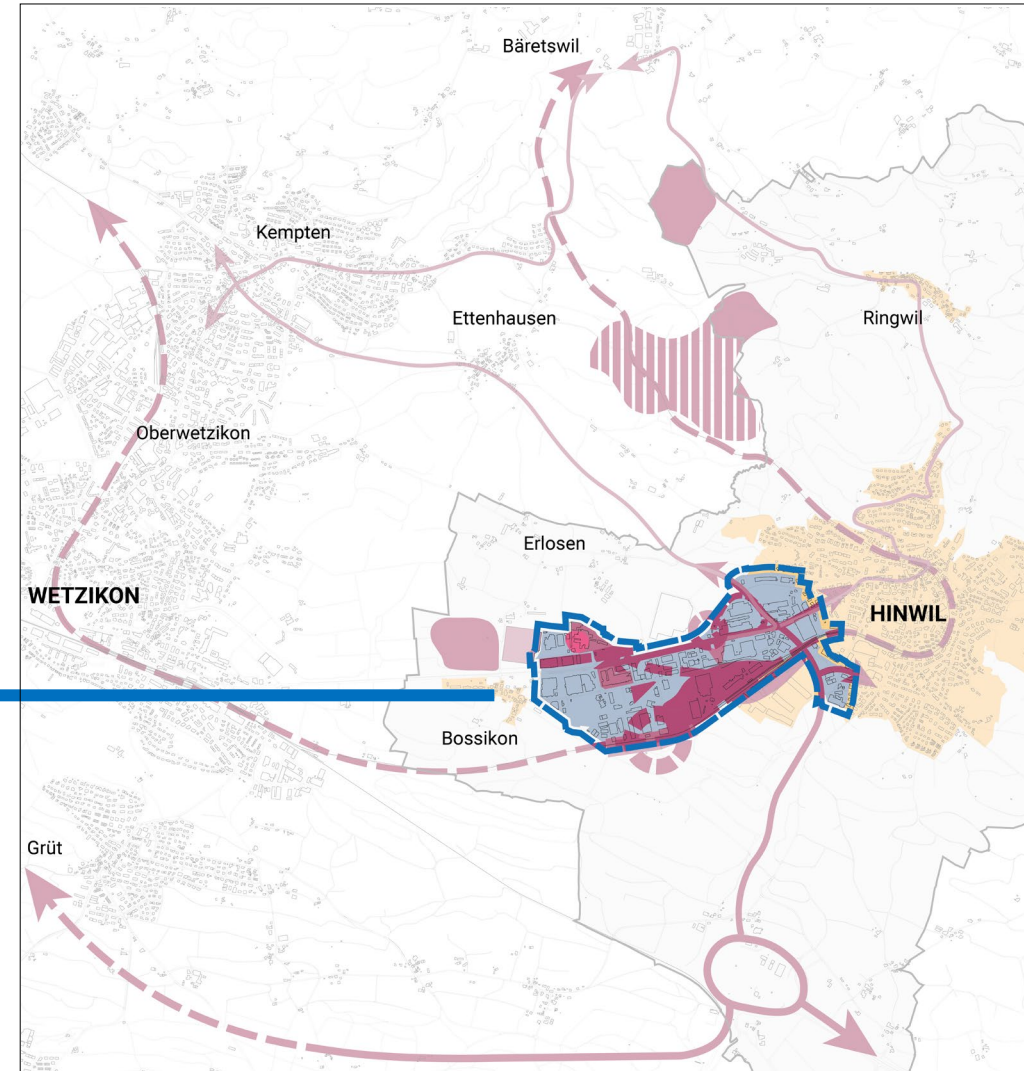 Bäretswil
Kempten
Ettenhausen
Ringwil
Oberwetzikon
Erlosen
WETZIKON
HINWIL
Bossikon
Grüt